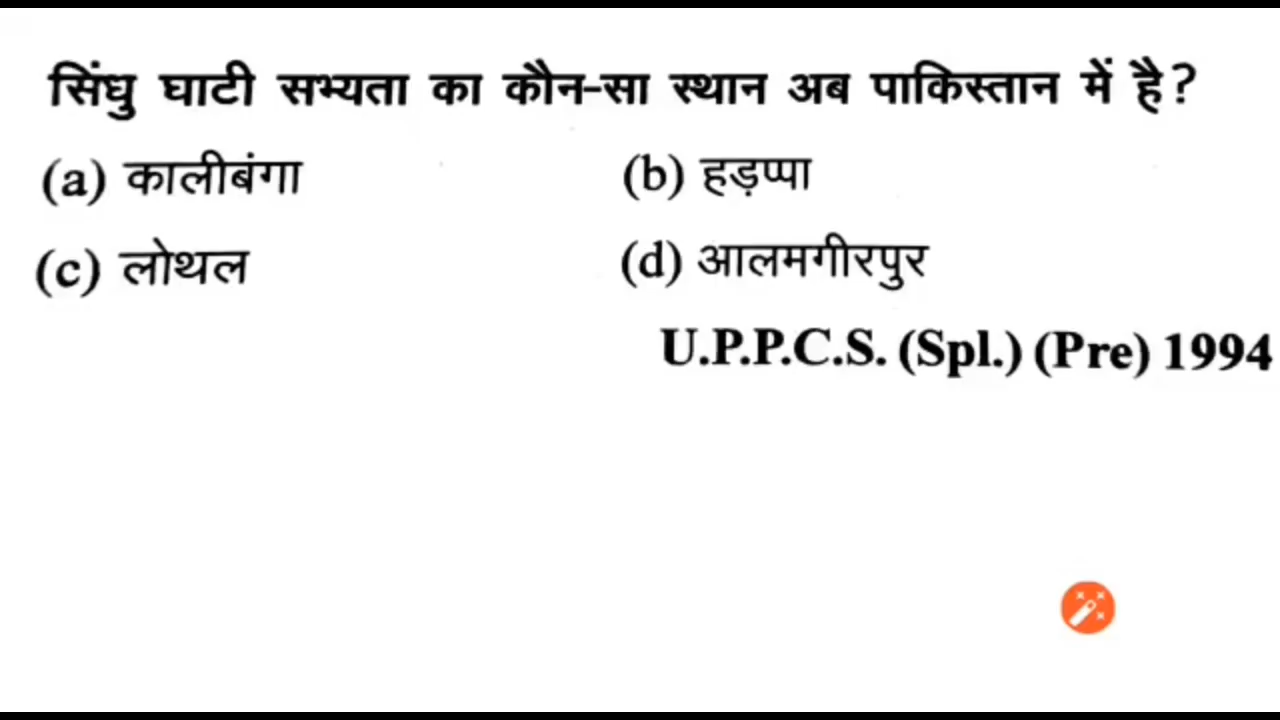 सिंधु घाटी सभ्यता का कौन-सा स्थान अब पाकिस्तान में है?
(a) कालीबंगा (b) हड़प्पा
(c) लोथल (d) आलमगीरपुर
U.P.P.C.S. (Spl.) (Pre) 1994